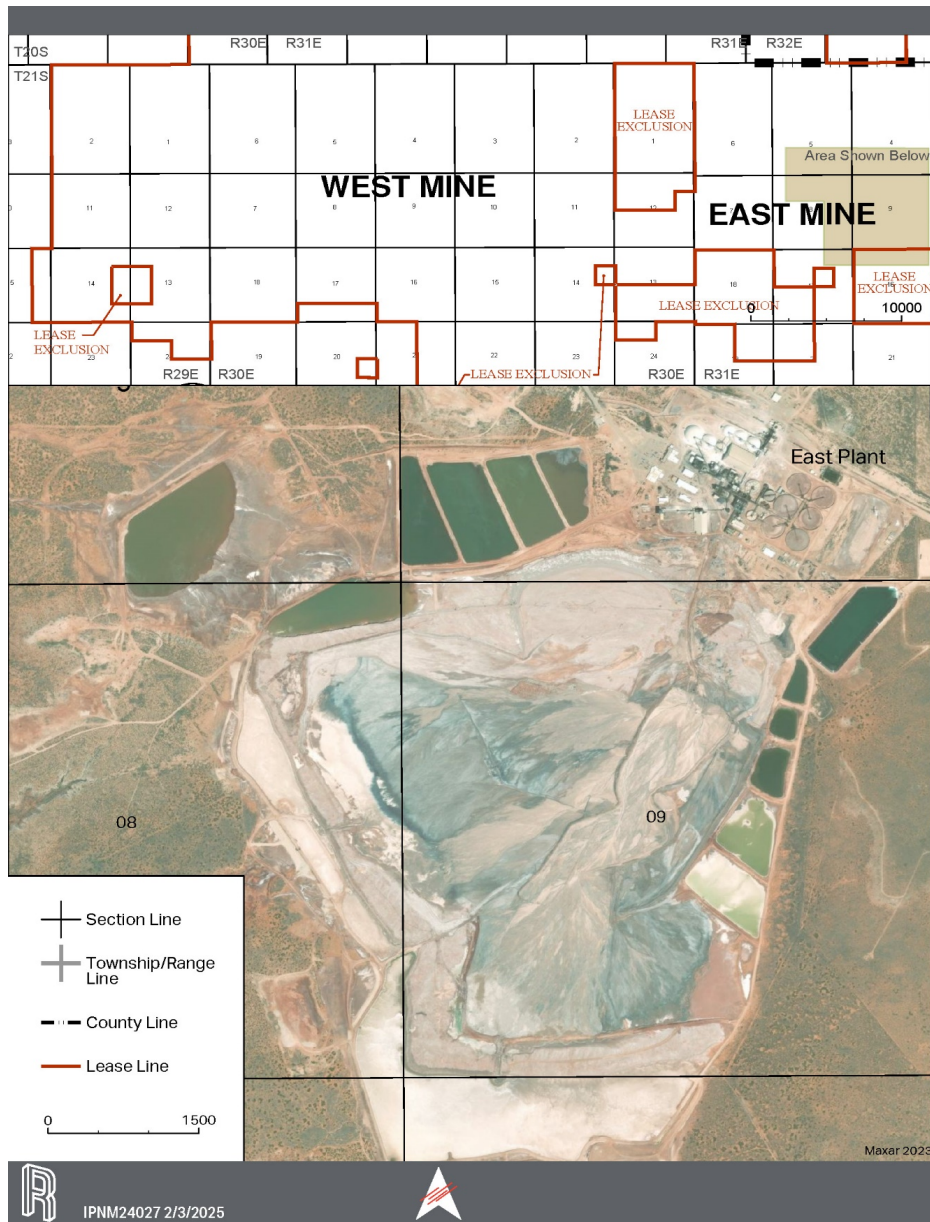 R30E R31E R31E R32E
T20S
T21S
LEASE
EXCLUSION
2 1 6 5 4 3 2 1 6 5 4
Area Shown Below
WEST MINE
11 12 7 8 9 10 11 12 9
EAST MINE
14 13 18 17 16 15 14 13 18
LEASE
EXCLUSION
LEASE EXCLUSION
0 10000
LEASE
EXCLUSION
23 19 20 21 22 23 24 21
LEASE EXCLUSION
R29E R30E R30E R31E
East Plant
08
09
Section Line
Township/Range
Line
County Line
Lease Line
0 1500
Maxar 2023
IPNM24027 2/3/2025